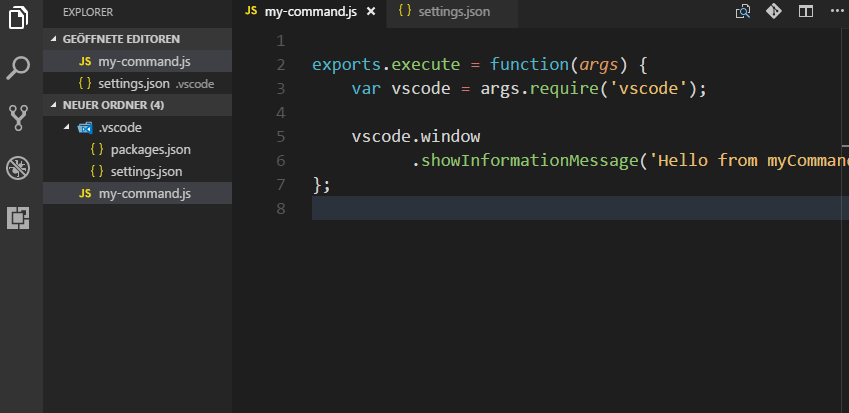 EXPLORER
GEÖFFNETE EDITOREN
JS my-command.js
{ } settings.json .vscode
NEUER ORDNER (4)
.vscode
{ } packages.json
{ } settings.json
JS my-command.js
JS my-command.js ×
{ } settings.json
1
2 exports.execute = function(args) {
3 var vscode = args.require('vscode');
4
5 vscode.window
6 .showInformationMessage('Hello from myComman
7 };
8